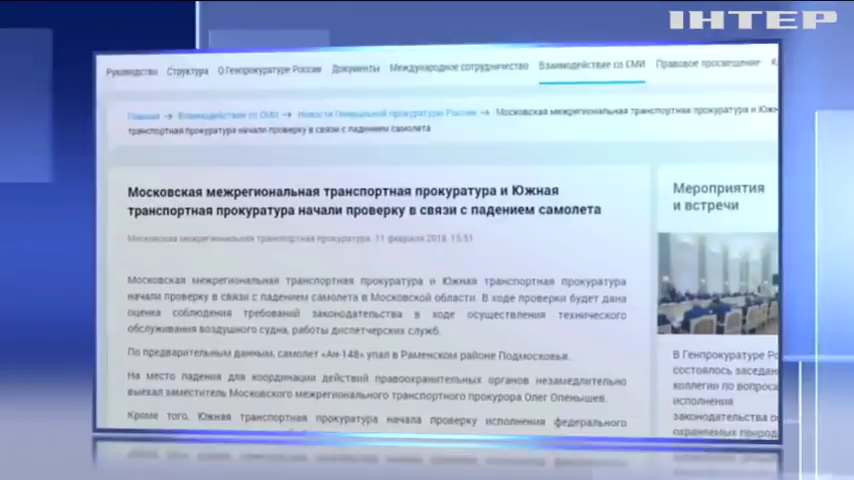 ІНТЕР
Руководство Структура О Генпрокуратуре России Документы Международное сотрудничество Взаимодействие со СМИ Правовое просвещение
Главная → Взаимодействие со СМИ → Новости Генеральной прокуратуры России → Московская межрегиональная транспортная прокуратура и Южн
транспортная прокуратура начали проверку в связи с падением самолета
Московская межрегиональная транспортная прокуратура и Южная
транспортная прокуратура начали проверку в связи с падением самолета
Московская межрегиональная транспортная прокуратура, 11 февраля 2018, 15:51
Московская межрегиональная транспортная прокуратура и Южная транспортная прокуратура
начали проверку в связи с падением самолета в Московской области. В ходе проверки будет дана
оценка соблюдения требований законодательства в ходе осуществления технического
обслуживания воздушного судна, работы диспетчерских служб.
По предварительным данным, самолет «Ан-148» упал в Раменском районе Подмосковья.
На место падения для координации действий правоохранительных органов незамедлительно
выехал заместитель Московского межрегионального транспортного прокурора Олег Опенышев.
Кроме того, Южная транспортная прокуратура начала проверку исполнения федерального
Мероприятия
и встречи
В Генпрокуратуре Ро
состоялось заседан
коллегии по вопроса
исполнения
законодательства в
охраняемых природ